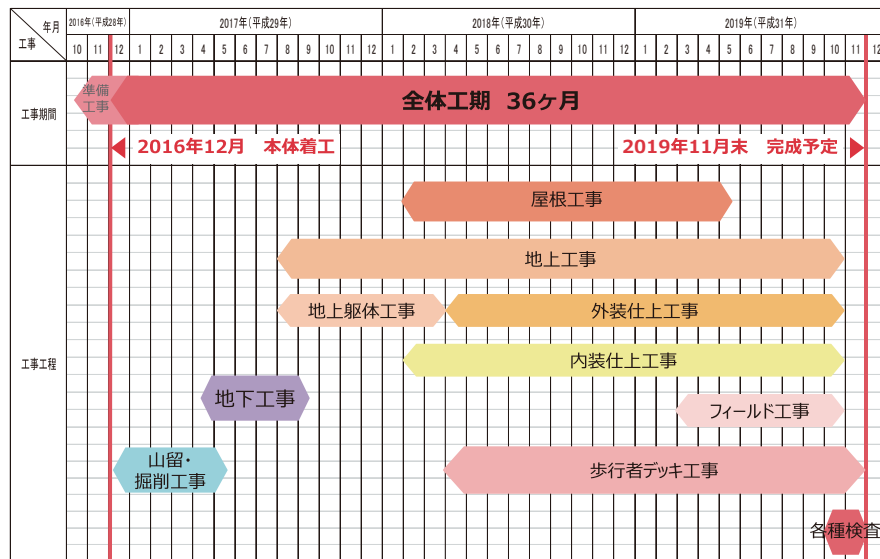 年月
工事
2016年(平成28年) 2017年(平成29年) 2018年(平成30年) 2019年(平成31年)
10 11 12 1 2 3 4 5 6 7 8 9 10 11 12 1 2 3 4 5 6 7 8 9 10 11 12 1 2 3 4 5 6 7 8 9 10 11 12
工事期間
準備
工事
全体工期 36ヶ月
2016年12月 本体着工
2019年11月末 完成予定
工事工程
屋根工事
地上工事
地上躯体工事
外装仕上工事
内装仕上工事
地下工事
フィールド工事
山留・
掘削工事
歩行者デッキ工事
各種検査